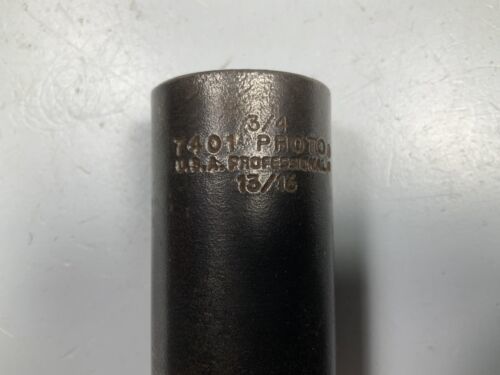 3/4
7401 PROTO
U.S.A. PROFESSIONAL
13/16